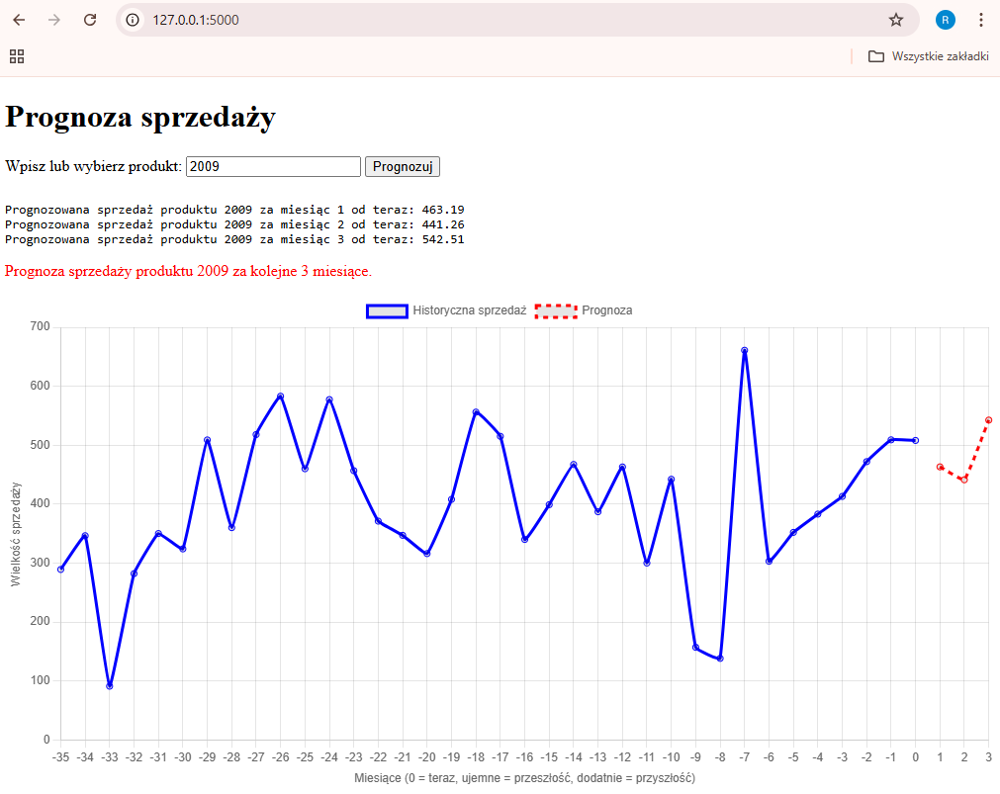 127.0.0.1:5000
R
Wszystkie zakładki
Prognoza sprzedaży
Wpisz lub wybierz produkt: 2009 Prognozuj
Prognozowana sprzedaż produktu 2009 za miesiąc 1 od teraz: 463.19
Prognozowana sprzedaż produktu 2009 za miesiąc 2 od teraz: 441.26
Prognozowana sprzedaż produktu 2009 za miesiąc 3 od teraz: 542.51
Prognoza sprzedaży produktu 2009 za kolejne 3 miesiące.
Historyczna sprzedaż Prognoza
700
600
500
400
300
200
100
0
Wielkość sprzedaży
-35 -34 -33 -32 -31 -30 -29 -28 -27 -26 -25 -24 -23 -22 -21 -20 -19 -18 -17 -16 -15 -14 -13 -12 -11 -10 -9 -8 -7 -6 -5 -4 -3 -2 -1 0 1 2 3
Miesiące (0 = teraz, ujemne = przeszłość, dodatnie = przyszłość)